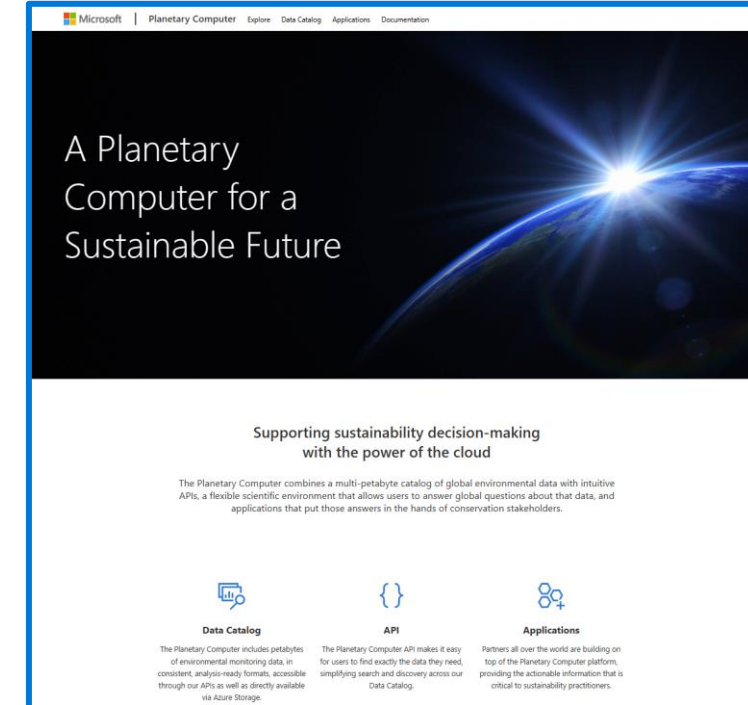 Microsoft | Planetary Computer Explore Data Catalog Applications Documentation
A Planetary
Computer for a
Sustainable Future
Supporting sustainability decision-making
with the power of the cloud
The Planetary Computer combines a multi-petabyte catalog of global environmental data with intuitive
APIs, a flexible scientific environment that allows users to answer global questions about that data, and
applications that put those answers in the hands of conservation stakeholders.
Data Catalog
The Planetary Computer includes petabytes
of environmental monitoring data, in
consistent, analysis-ready formats, accessible
through our APIs as well as directly available
via Azure Storage.
API
The Planetary Computer API makes it easy
for users to find exactly the data they need,
simplifying search and discovery across our
Data Catalog.
Applications
Partners all over the world are building on
top of the Planetary Computer platform,
providing the actionable information that is
critical to sustainability practitioners.